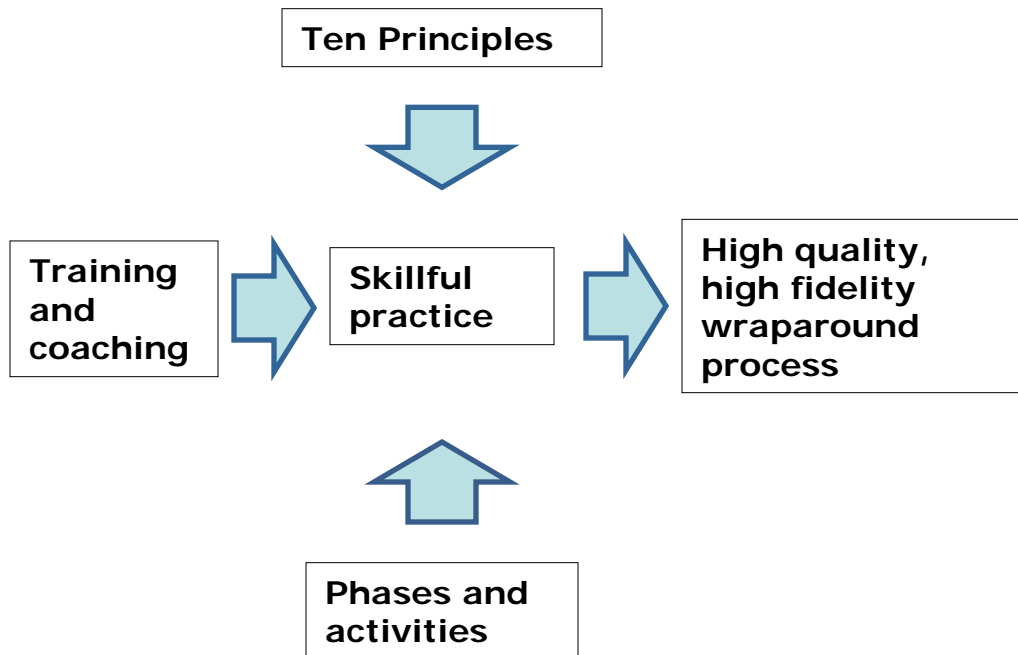 Ten Principles
Training
and
coaching
Skillful
practice
High quality,
high fidelity
wraparound
process
Phases and
activities